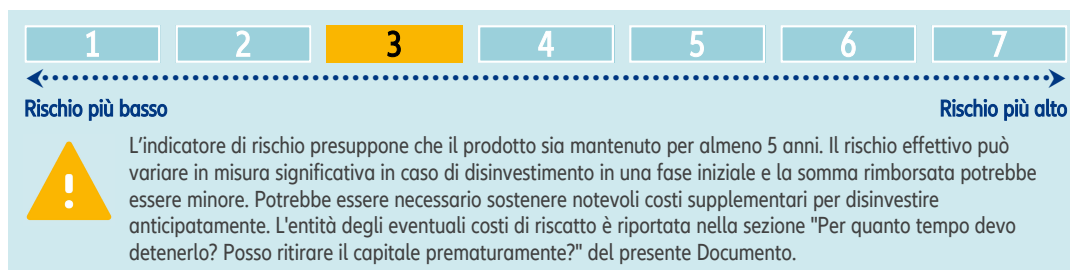 1 2 3 4 5 6 7
Rischio più basso Rischio più alto
L'indicatore di rischio presuppone che il prodotto sia mantenuto per almeno 5 anni. Il rischio effettivo può
variare in misura significativa in caso di disinvestimento in una fase iniziale e la somma rimborsata potrebbe
essere minore. Potrebbe essere necessario sostenere notevoli costi supplementari per disinvestire
anticipatamente. L'entità degli eventuali costi di riscatto è riportata nella sezione "Per quanto tempo devo
detenerlo? Posso ritirare il capitale prematuramente?" del presente Documento.